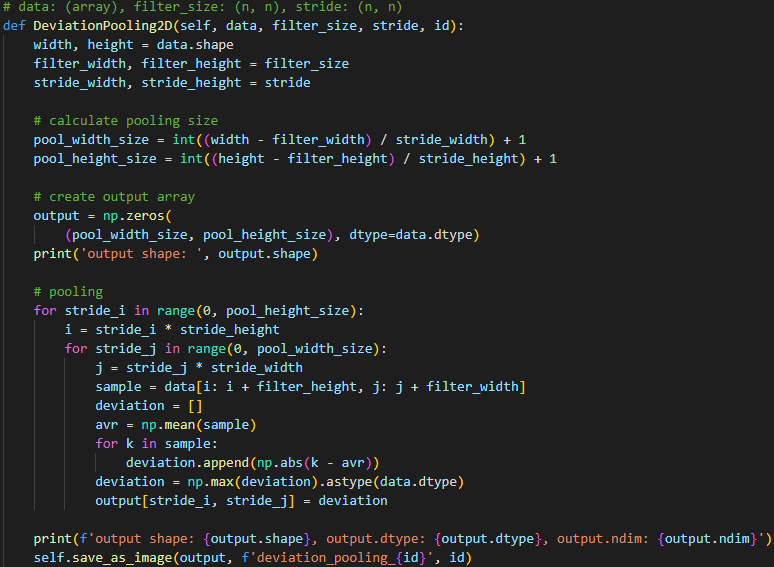 # data: (array), filter_size: (n, n), stride: (n, n)
def DeviationPooling2D(self, data, filter_size, stride, id):
    width, height = data.shape
    filter_width, filter_height = filter_size
    stride_width, stride_height = stride

    # calculate pooling size
    pool_width_size = int((width - filter_width) / stride_width) + 1
    pool_height_size = int((height - filter_height) / stride_height) + 1

    # create output array
    output = np.zeros(
        (pool_width_size, pool_height_size), dtype=data.dtype)
    print('output shape: ', output.shape)

    # pooling
    for stride_i in range(0, pool_height_size):
        i = stride_i * stride_height
        for stride_j in range(0, pool_width_size):
            j = stride_j * stride_width
            sample = data[i: i + filter_height, j: j + filter_width]
            deviation = []
            avr = np.mean(sample)
            for k in sample:
                deviation.append(np.abs(k - avr))
            deviation = np.max(deviation).astype(data.dtype)
            output[stride_i, stride_j] = deviation

    print(f'output shape: {output.shape}, output.dtype: {output.dtype}, output.ndim: {output.ndim}')
    self.save_as_image(output, f'deviation_pooling_{id}', id)